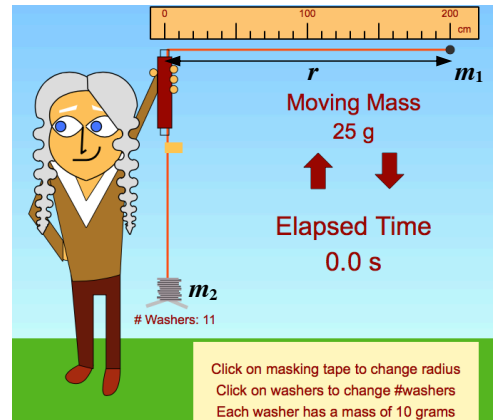 0 100 200
cm
r
m1
Moving Mass
25 g
Elapsed Time
0.0 s
m2
# Washers: 11
Click on masking tape to change radius
Click on washers to change #washers
Each washer has a mass of 10 grams